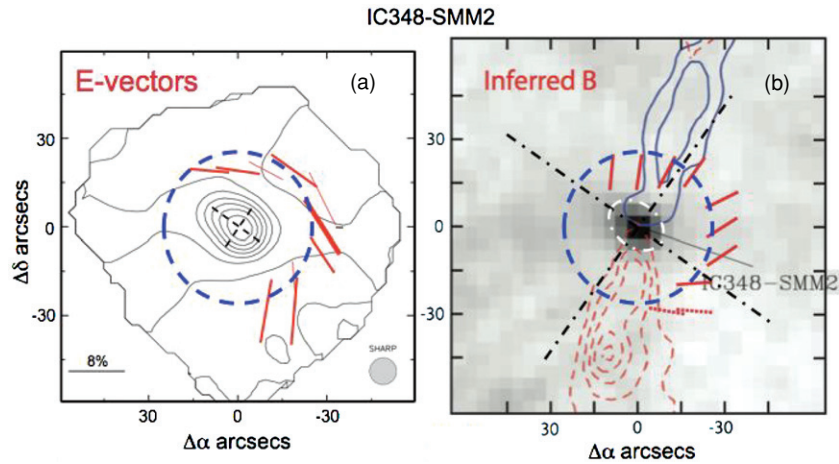 IC348-SMM2
E-vectors
(a)
30
0
-30
Δδ arcsecs
8%
SHARP
30
0
-30
Δα arcsecs
Inferred B
(b)
30
0
-30
IC348-SMM2
30
0
-30
Δα arcsecs